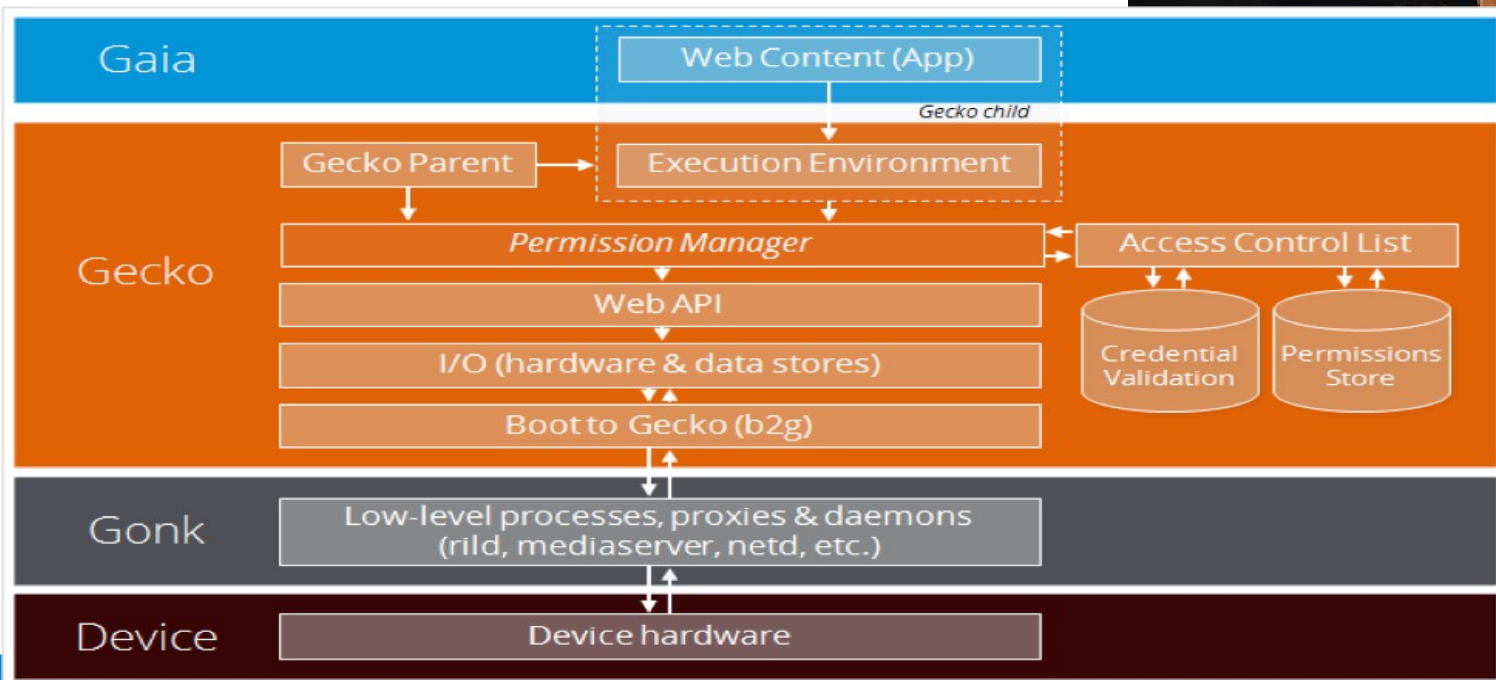 Gaia
Web Content (App)
Gecko child
Gecko Parent
Execution Environment
Gecko
Permission Manager
Access Control List
Web API
I/O (hardware & data stores)
Credential
Validation
Permissions
Store
Boot to Gecko (b2g)
Gonk
Low-level processes, proxies & daemons
(rild, mediaserver, netd, etc.)
Device
Device hardware